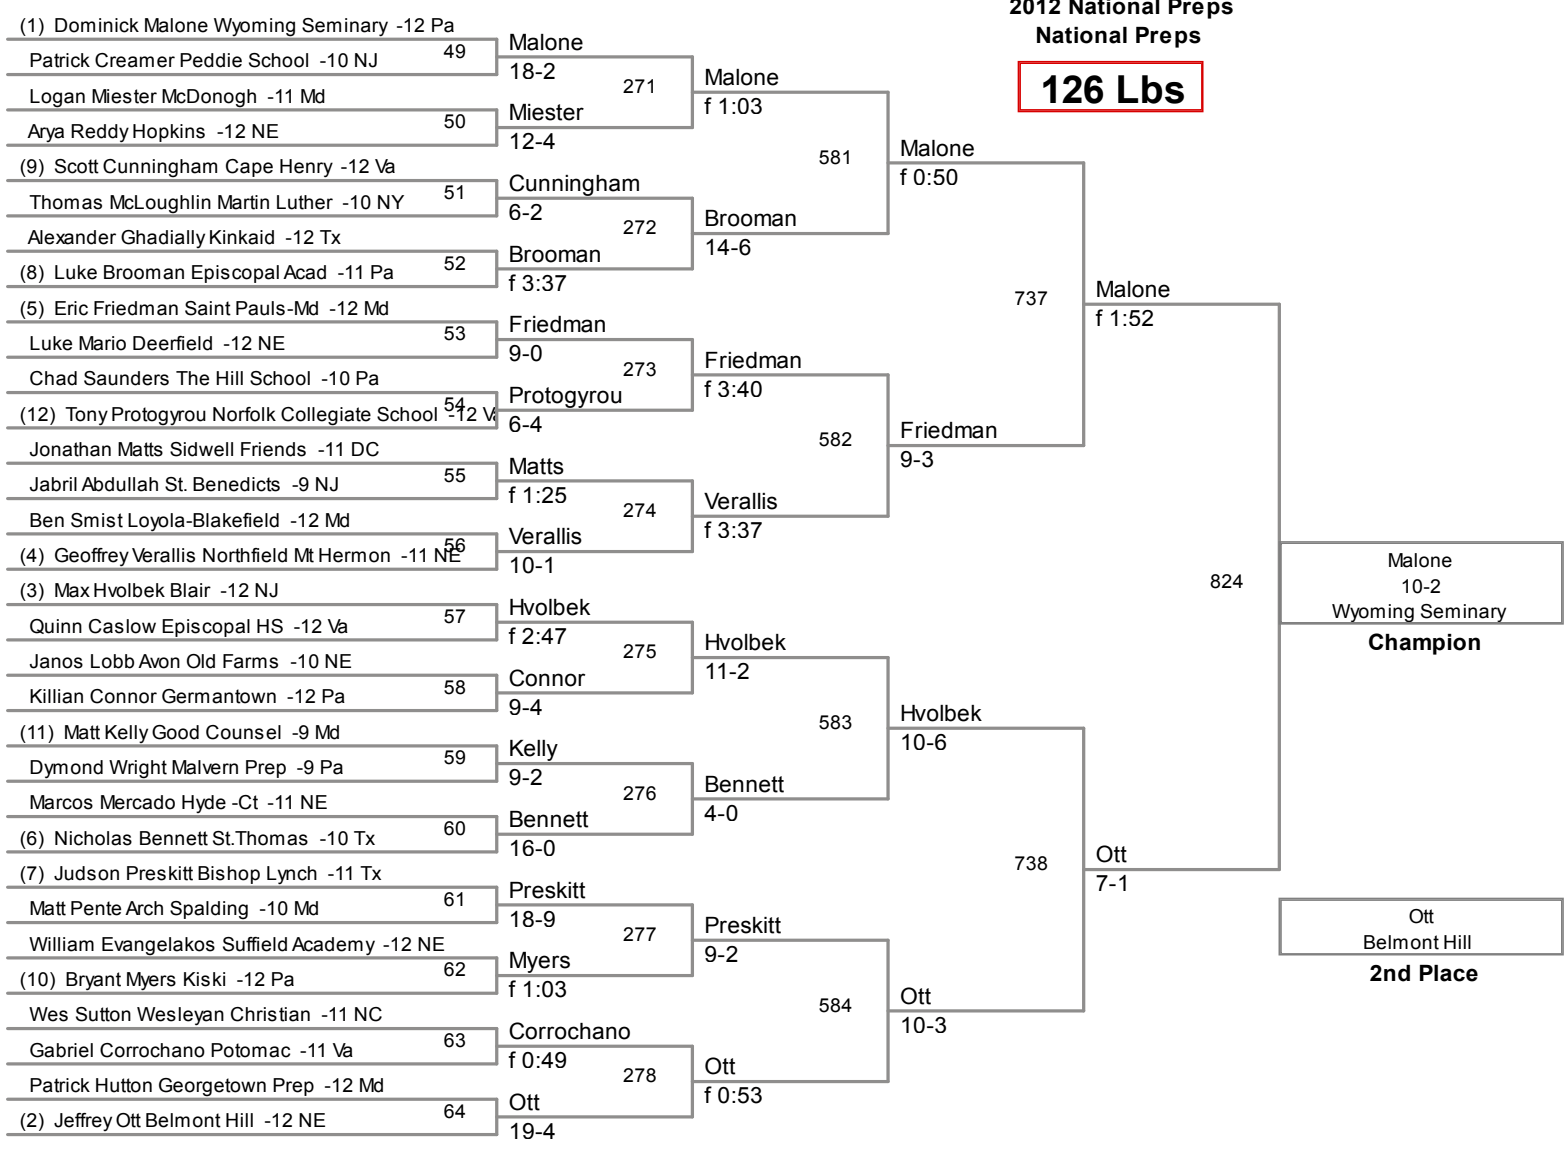 2012 National Preps
National Preps
126 Lbs
(1) Dominick Malone Wyoming Seminary -12 Pa
Patrick Creamer Peddie School -10 NJ
Logan Miester McDonogh -11 Md
Arya Reddy Hopkins -12 NE
(9) Scott Cunningham Cape Henry -12 Va
Thomas McLoughlin Martin Luther -10 NY
Alexander Ghadially Kinkaid -12 Tx
(8) Luke Brooman Episcopal Acad -11 Pa
(5) Eric Friedman Saint Pauls-Md -12 Md
Luke Mario Deerfield -12 NE
Chad Saunders The Hill School -10 Pa
(12) Tony Protogyrou Norfolk Collegiate School -12 Va
Jonathan Matts Sidwell Friends -11 DC
Jabril Abdullah St. Benedicts -9 NJ
Ben Smist Loyola-Blakefield -12 Md
(4) Geoffrey Verallis Northfield Mt Hermon -11 NE
(3) Max Hvolbek Blair -12 NJ
Quinn Caslow Episcopal HS -12 Va
Janos Lobb Avon Old Farms -10 NE
Killian Connor Germantown -12 Pa
(11) Matt Kelly Good Counsel -9 Md
Dymond Wright Malvern Prep -9 Pa
Marcos Mercado Hyde -Ct -11 NE
(6) Nicholas Bennett St.Thomas -10 Tx
(7) Judson Preskitt Bishop Lynch -11 Tx
Matt Pente Arch Spalding -10 Md
William Evangelakos Suffield Academy -12 NE
(10) Bryant Myers Kiski -12 Pa
Wes Sutton Wesleyan Christian -11 NC
Gabriel Corrochano Potomac -11 Va
Patrick Hutton Georgetown Prep -12 Md
(2) Jeffrey Ott Belmont Hill -12 NE
49
50
51
52
53
54
55
56
57
58
59
60
61
62
63
64
Malone
18-2
Miester
12-4
Cunningham
6-2
Brooman
f 3:37
Friedman
9-0
Protogyrou
6-4
Matts
f 1:25
Verallis
10-1
Hvolbek
f 2:47
Connor
9-4
Kelly
9-2
Bennett
16-0
Preskitt
18-9
Myers
f 1:03
Corrochano
f 0:49
Ott
19-4
271
272
273
274
275
276
277
278
Malone
f 1:03
Brooman
14-6
Friedman
f 3:40
Verallis
f 3:37
Hvolbek
11-2
Bennett
4-0
Preskitt
9-2
Ott
f 0:53
581
582
583
584
Malone
f 0:50
Friedman
9-3
Hvolbek
10-6
Ott
10-3
737
738
Malone
f 1:52
Ott
7-1
824
Malone
10-2
Wyoming Seminary
Champion
Ott
Belmont Hill
2nd Place